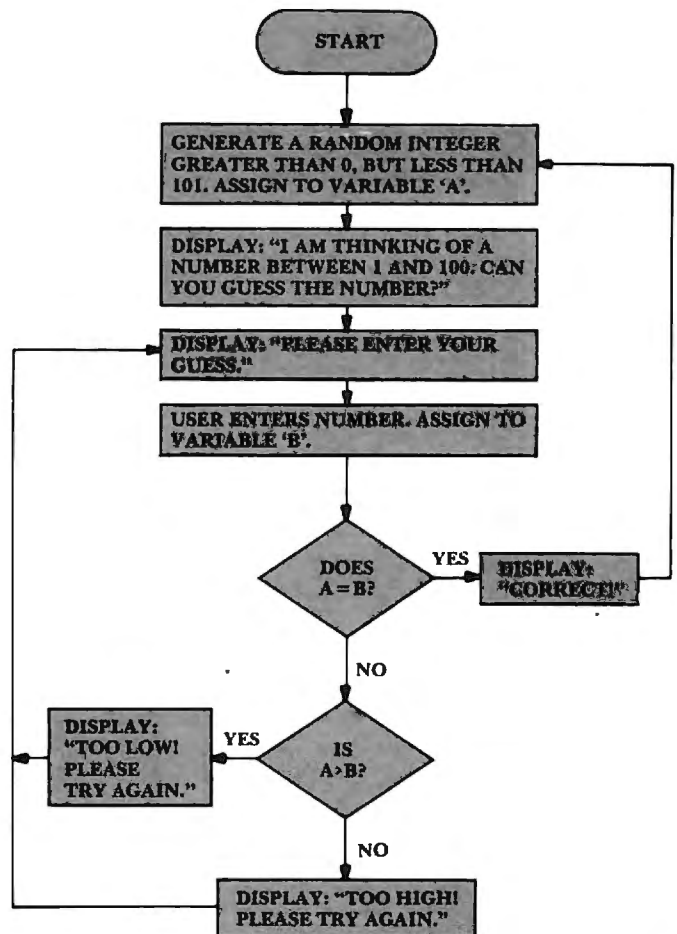 START
GENERATE A RANDOM INTEGER
GREATER THAN 0, BUT LESS THAN
101. ASSIGN TO VARIABLE ‘A’.
DISPLAY: “I AM THINKING OF A
NUMBER BETWEEN 1 AND 100. CAN
YOU GUESS THE NUMBER?”
DISPLAY: “PLEASE ENTER YOUR
GUESS.”
USER ENTERS NUMBER. ASSIGN TO
VARIABLE ‘B’.
DOES
A=B?
YES
DISPLAY:
“CORRECT!”
NO
IS
A>B?
YES
DISPLAY:
“TOO LOW!
PLEASE
TRY AGAIN.”
NO
DISPLAY: “TOO HIGH!
PLEASE TRY AGAIN.”